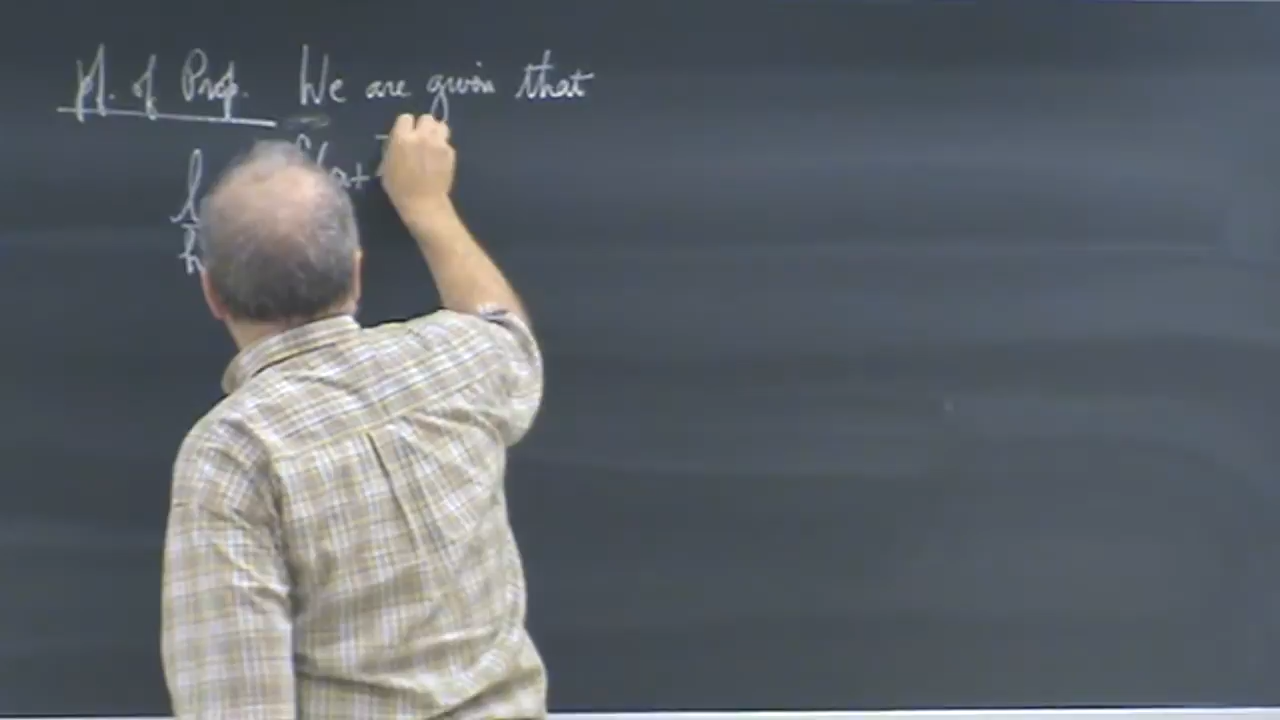 pf. of Prop. We are given that
l f(a+
h